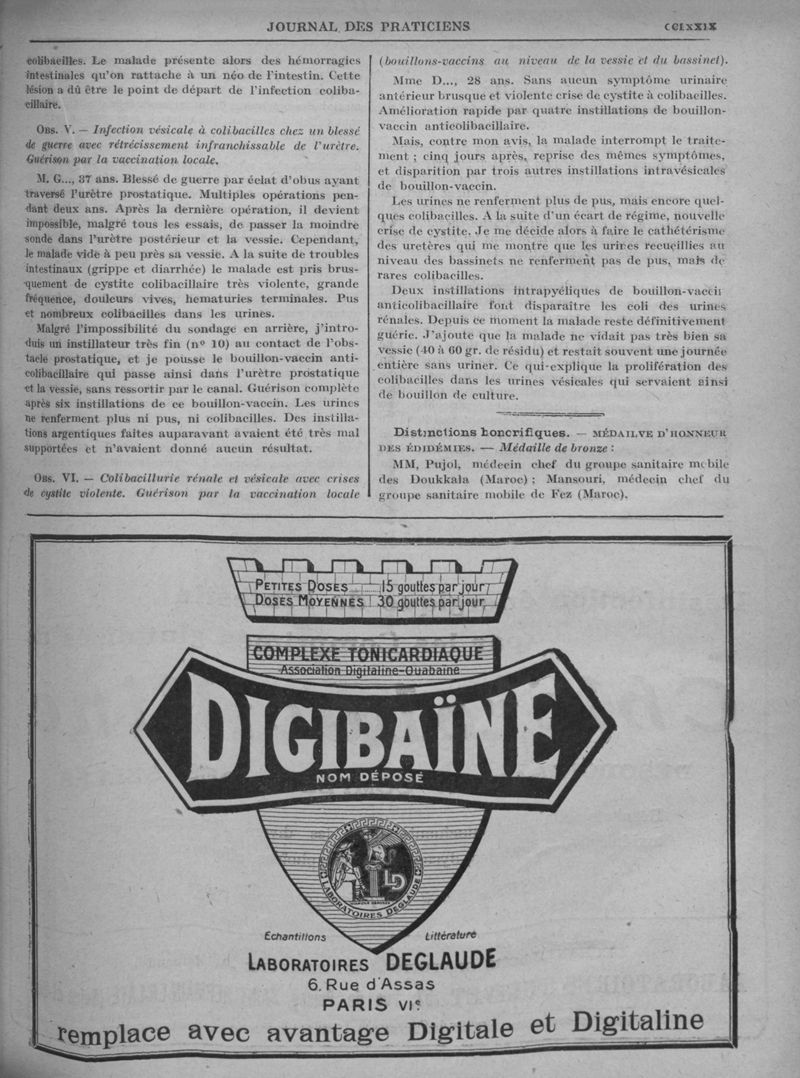 JOURNAL DES PRATICIENS
CCLXXIX
colibacilles. Le malade présente alors des hémorragies
intestinales qu'on rattache à un néo de l'intestin. Cette
lésion a dû être le point de départ de l'infection coliba-
cillaire.
OBS. V. — Infection vésicale à colibacilles chez un blessé
de guerre avec rétrécissement infranchissable de l'urètre.
Guérison par la vaccination locale.
M. G..., 37 ans. Blessé de guerre par éclat d'obus ayant
traversé l'urètre prostatique. Multiples opérations pen-
dant deux ans. Après la dernière opération, il devient
impossible, malgré tous les essais, de passer la moindre
sonde dans l'urètre postérieur et la vessie. Cependant,
le malade vide à peu près sa vessie. A la suite de troubles
intestinaux (grippe et diarrhée) le malade est pris brus-
quement de cystite colibacillaire très violente, grande
fréquence, douleurs vives, hematuries terminales. Pus
et nombreux colibacilles dans les urines.
Malgré l'impossibilité du sondage en arrière, j'intro-
duis un instillateur très fin (nº 10) au contact de l'obs-
tacle prostatique, et je pousse le bouillon-vaccin anti-
colibacillaire qui passe ainsi dans l'urètre prostatique
et la vessie, sans ressortir par le canal. Guérison complète
après six instillations de ce bouillon-vaccin. Les urines
ne renferment plus ni pus, ni colibacilles. Des instilla-
tions argentiques faites auparavant avaient été très mal
supportées et n'avaient donné aucun résultat.
OBS. VI. — Colibacillurie rénale et vésicale avec crises
de cystite violente. Guérison par la vaccination locale
(bouillons-vaccins au niveau de la vessie et du bassinet).
Mme D..., 28 ans. Sans aucun symptôme urinaire
antérieur brusque et violente crise de cystite à colibacilles.
Amélioration rapide par quatre instillations de bouillon-
vaccin anticolibacillaire.
Mais, contre mon avis, la malade interrompt le traite-
ment ; cinq jours après, reprise des mêmes symptômes,
et disparition par trois autres instillations intravésicales
de bouillon-vaccin.
Les urines ne renferment plus de pus, mais encore quel-
ques colibacilles. A la suite d'un écart de régime, nouvelle
crise de cystite. Je me décide alors à faire le cathétérisme
des uretères qui me montre que les urines recueillies au
niveau des bassinets ne renferment pas de pus, mais de
rares colibacilles.
Deux instillations intrapyéliques de bouillon-vaccin
anticolibacillaire font disparaître les coli des urines
rénales. Depuis ce moment la malade reste définitivement
guérie. J'ajoute que la malade ne vidait pas très bien sa
vessie (40 à 60 gr. de résidu) et restait souvent une journée
entière sans uriner. Ce qui explique la prolifération des
colibacilles dans les urines vésicales qui servaient ainsi
de bouillon de culture.
Distinctions honorifiques. — MÉDAILLE D'HONNEUR
DES ÉPIDÉMIES. — Médaille de bronze :
MM. Pujol, médecin chef du groupe sanitaire mobile
des Doukkala (Maroc) ; Mansouri, médecin chef du
groupe sanitaire mobile de Fez (Maroc).
PETITES DOSES 15 gouttes par jour
DOSES MOYENNES 30 gouttes par jour
COMPLEXE TONICARDIAQUE
Association Digitaline-Ouabaïne
DIGIBAÏNE
NOM DÉPOSÉ
LD
LABORATOIRES DEGLAUDE
Échantillons
Littérature
LABORATOIRES DEGLAUDE
6, Rue d'Assas
PARIS VIe
remplace avec avantage Digitale et Digitaline